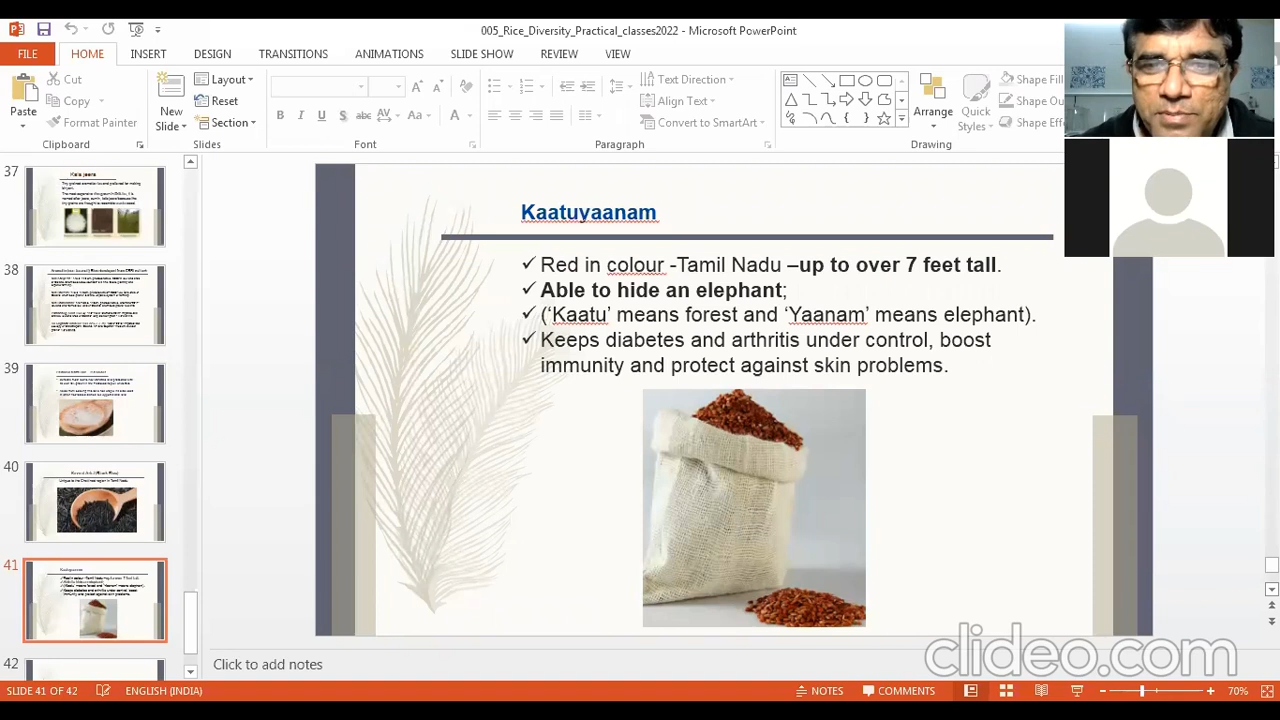 005_Rice_Diversity_Practical_classes2022 - Microsoft PowerPoint
FILE
HOME
INSERT
DESIGN
TRANSITIONS
ANIMATIONS
SLIDE SHOW
REVIEW
VIEW
Paste
Cut
Copy
Format Painter
Clipboard
New
Slide
Layout
Reset
Section
Slides
B I U S abc AV Aa A
Font
Text Direction
Align Text
Convert to SmartArt
Paragraph
Arrange
Quick
Styles
Shape Fill
Shape Ou
Shape Effe
Drawing
37
38
39
40
41
42
Kaatuyaanam
Red in colour -Tamil Nadu –up to over 7 feet tall.
Able to hide an elephant;
(‘Kaatu’ means forest and ‘Yaanam’ means elephant).
Keeps diabetes and arthritis under control, boost
immunity and protect against skin problems.
Click to add notes
clideo.com
SLIDE 41 OF 42
ENGLISH (INDIA)
NOTES
COMMENTS
70%